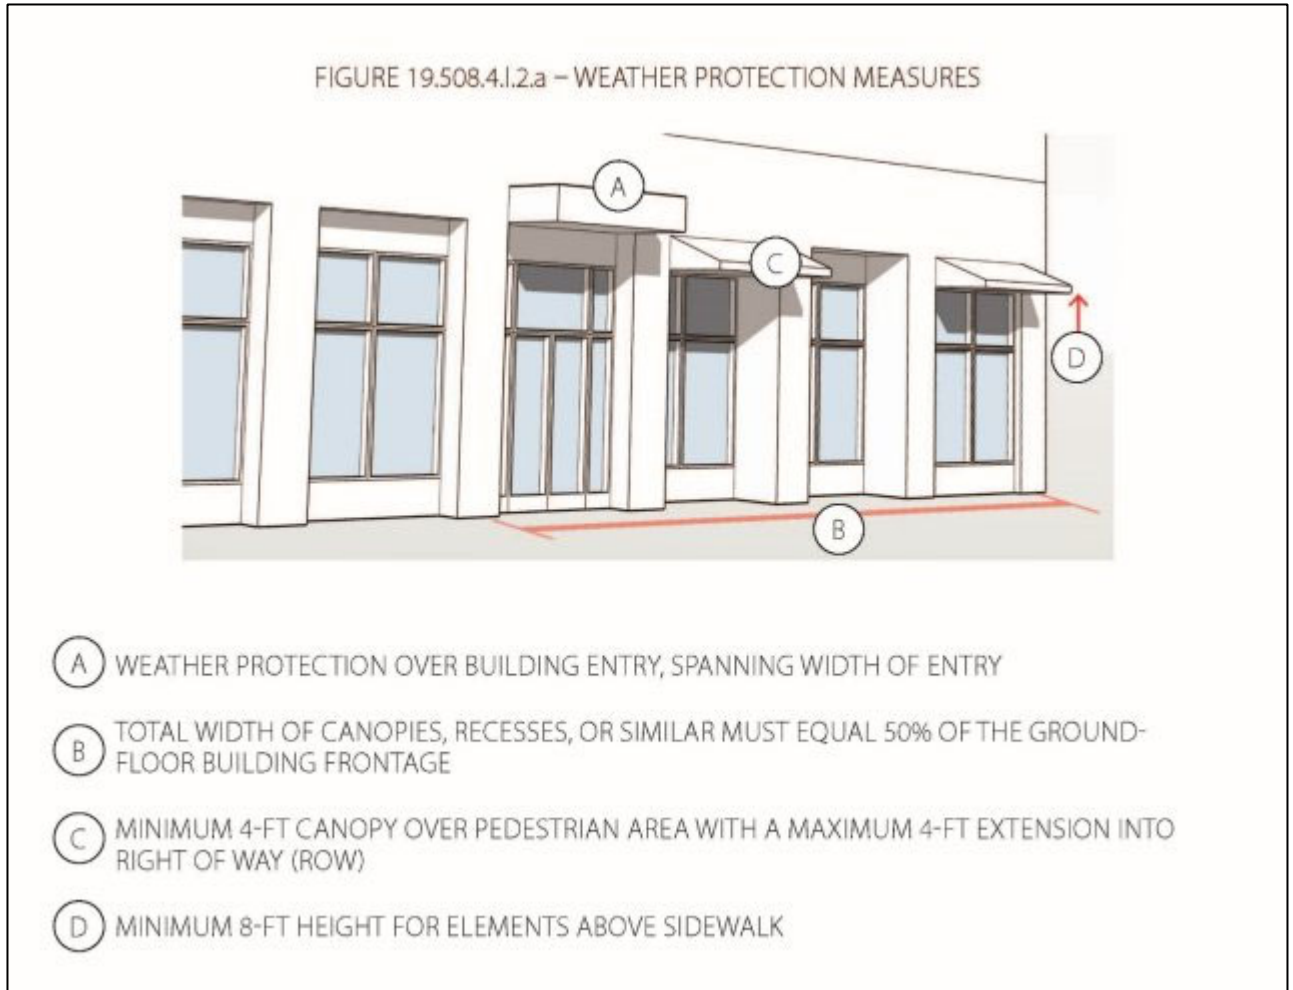 FIGURE 19.508.4.I.2.a – WEATHER PROTECTION MEASURES
A
C
D
B
A WEATHER PROTECTION OVER BUILDING ENTRY, SPANNING WIDTH OF ENTRY
B TOTAL WIDTH OF CANOPIES, RECESSES, OR SIMILAR MUST EQUAL 50% OF THE GROUND-
FLOOR BUILDING FRONTAGE
C MINIMUM 4-FT CANOPY OVER PEDESTRIAN AREA WITH A MAXIMUM 4-FT EXTENSION INTO
RIGHT OF WAY (ROW)
D MINIMUM 8-FT HEIGHT FOR ELEMENTS ABOVE SIDEWALK